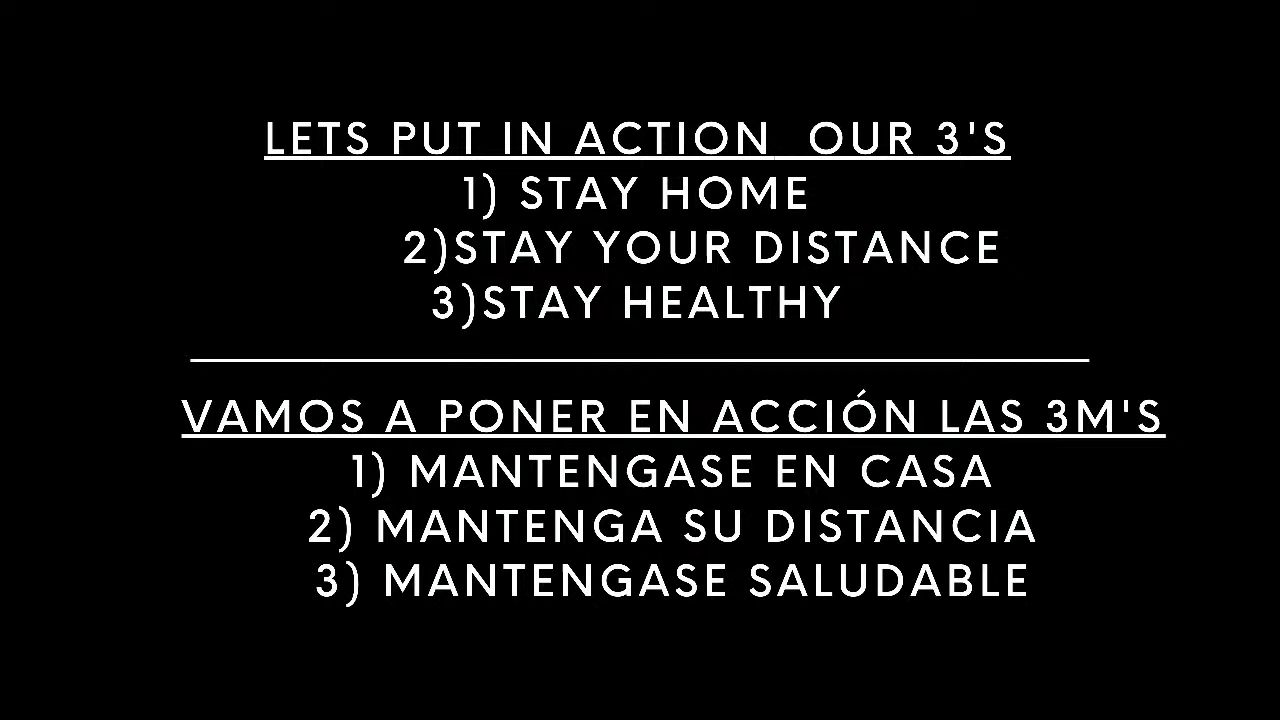 LETS PUT IN ACTION  OUR 3'S
1) STAY HOME
2)STAY YOUR DISTANCE
3)STAY HEALTHY
VAMOS A PONER EN ACCIÓN LAS 3M'S
1) MANTENGASE EN CASA
2) MANTENGA SU DISTANCIA
3) MANTENGASE SALUDABLE